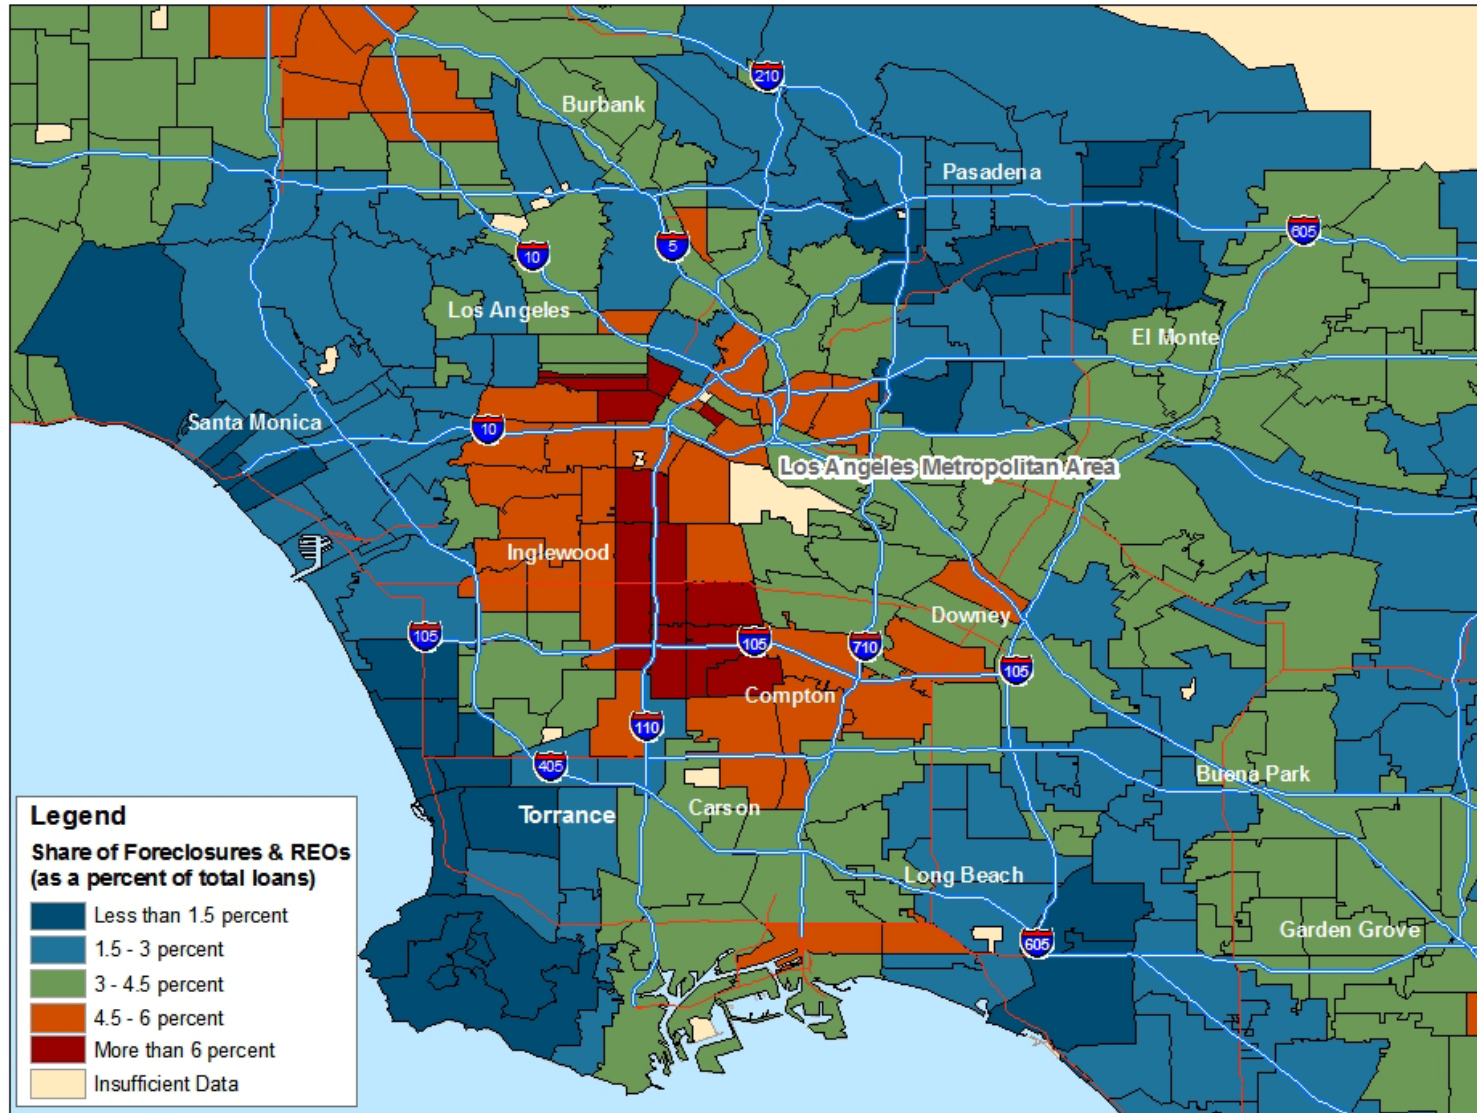 210
Burbank
Pasadena
605
5
10
Los Angeles
El Monte
Santa Monica
10
Los Angeles Metropolitan Area
Inglewood
Downey
105
105
710
105
Compton
110
405
Buena Park
Torrance
Carson
Long Beach
Garden Grove
605
Legend
Share of Foreclosures & REOs
(as a percent of total loans)
Less than 1.5 percent
1.5 - 3 percent
3 - 4.5 percent
4.5 - 6 percent
More than 6 percent
Insufficient Data